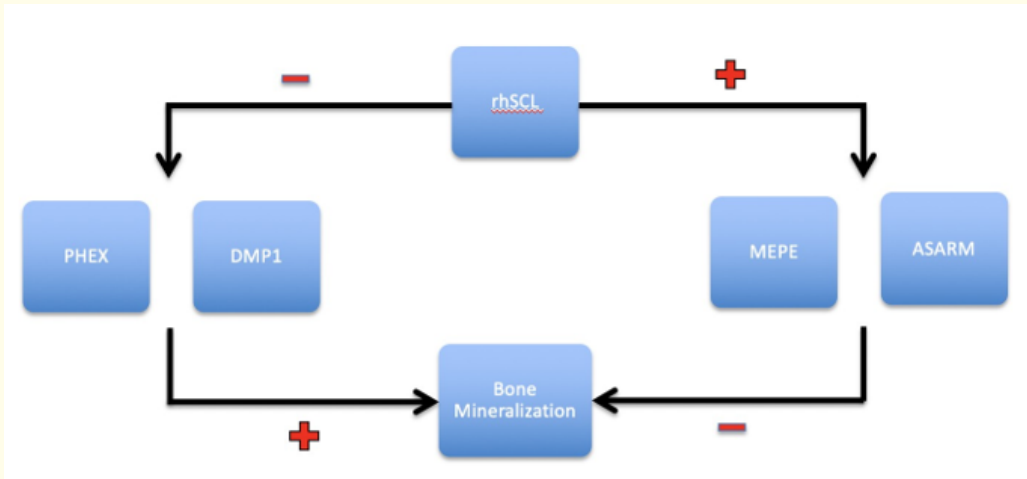 rhSCL
PHEX
DMP1
MEPE
ASARM
Bone
Mineralization